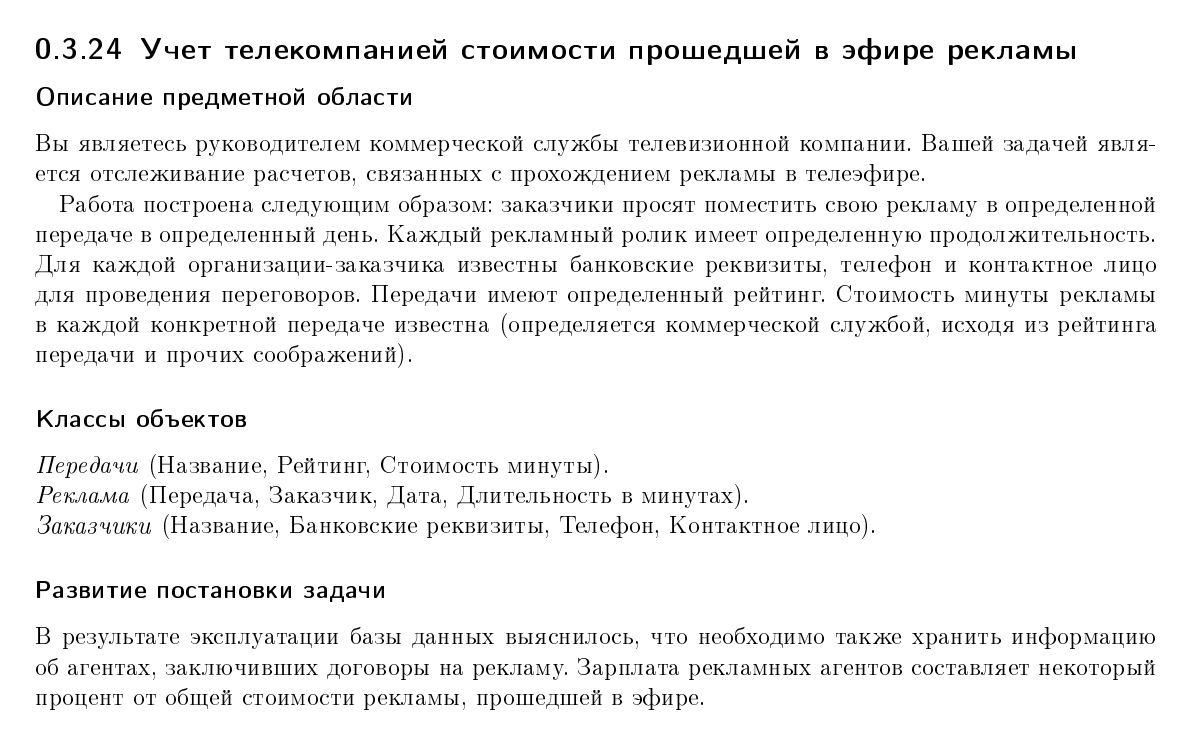 0.3.24 Учет телекомпанией стоимости прошедшей в эфире рекламы
Описание предметной области
Вы являетесь руководителем коммерческой службы телевизионной компании. Вашей задачей явля-
ется отслеживание расчетов, связанных с прохождением рекламы в телеэфире.
Работа построена следующим образом: заказчики просят поместить свою рекламу в определенной
передаче в определенный день. Каждый рекламный ролик имеет определенную продолжительность.
Для каждой организации-заказчика известны банковские реквизиты, телефон и контактное лицо
для проведения переговоров. Передачи имеют определенный рейтинг. Стоимость минуты рекламы
в каждой конкретной передаче известна (определяется коммерческой службой, исходя из рейтинга
передачи и прочих соображений).
Классы объектов
Передачи (Название, Рейтинг, Стоимость минуты).
Реклама (Передача, Заказчик, Дата, Длительность в минутах).
Заказчики (Название, Банковские реквизиты, Телефон, Контактное лицо).
Развитие постановки задачи
В результате эксплуатации базы данных выяснилось, что необходимо также хранить информацию
об агентах, заключивших договоры на рекламу. Зарплата рекламных агентов составляет некоторый
процент от общей стоимости рекламы, прошедшей в эфире.